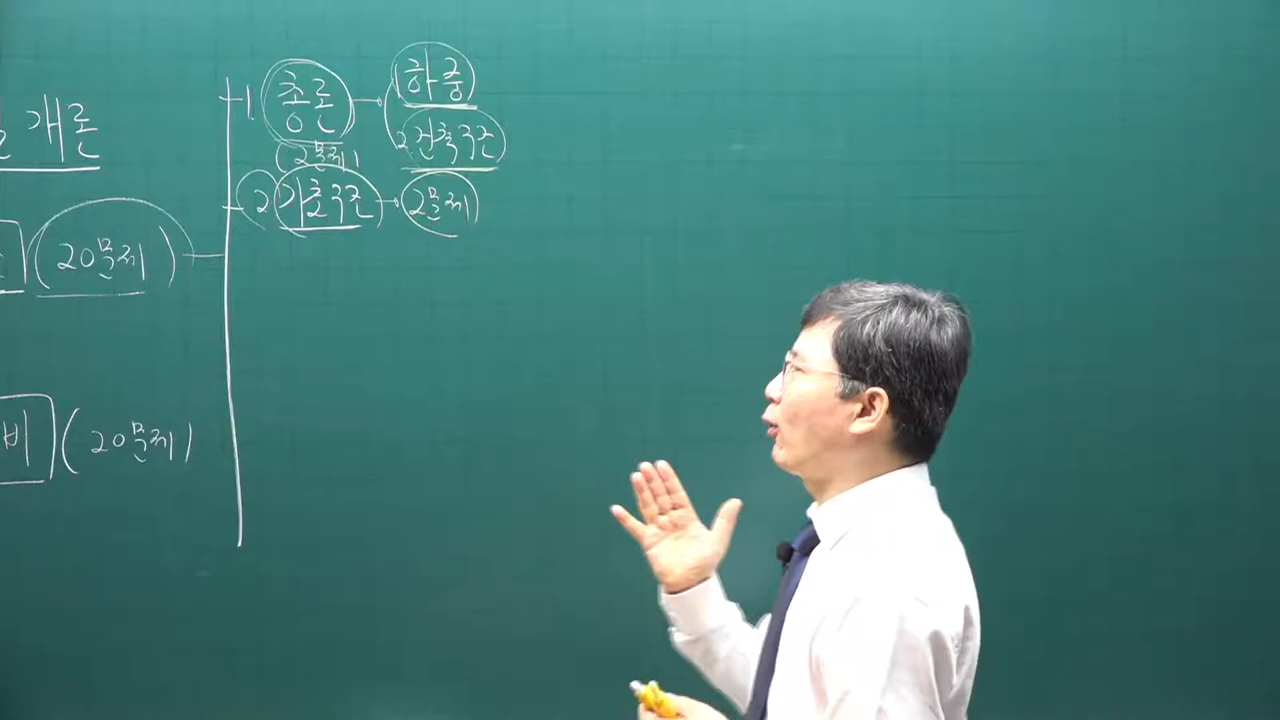 개론
(20문제)
비 (20문제)
1. 총론 → 하중
(2문제) 2 건축구조
2 기초구조 → 2문제